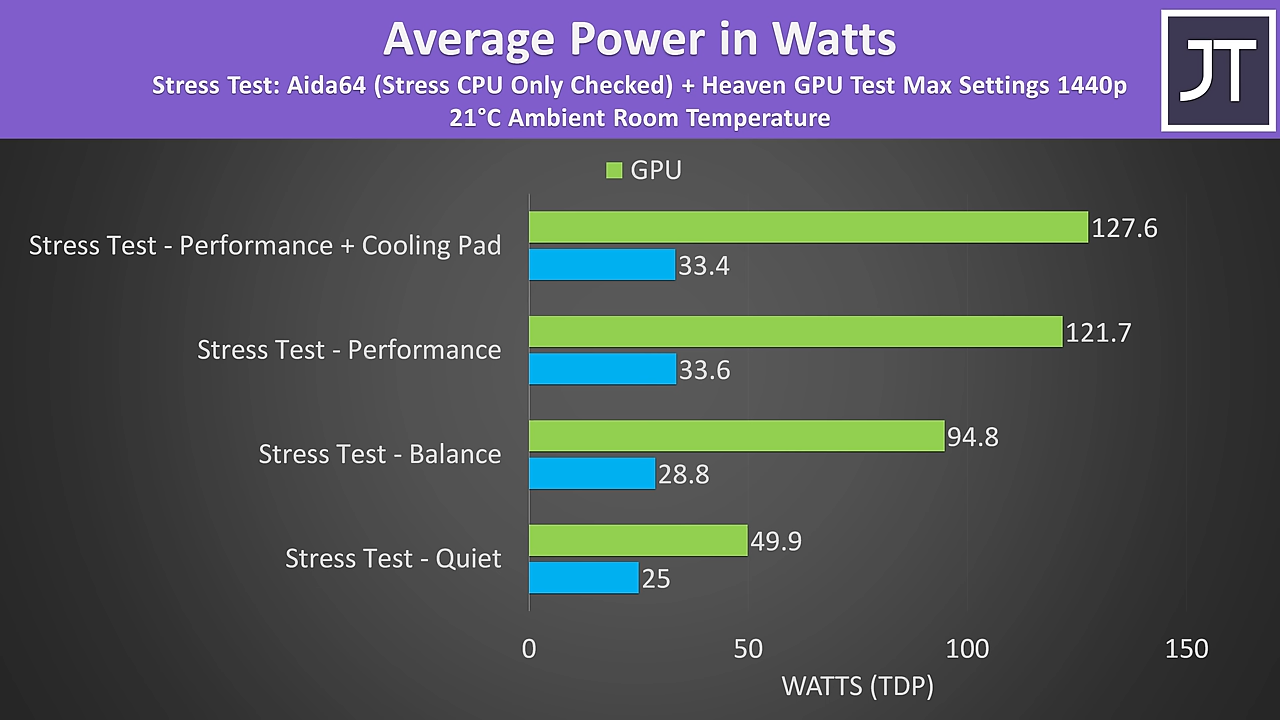 Average Power in Watts
JT
Stress Test: Aida64 (Stress CPU Only Checked) + Heaven GPU Test Max Settings 1440p
21°C Ambient Room Temperature
GPU
Stress Test - Performance + Cooling Pad
127.6
33.4
Stress Test - Performance
121.7
33.6
Stress Test - Balance
94.8
28.8
Stress Test - Quiet
49.9
25
0 50 100 150
WATTS (TDP)